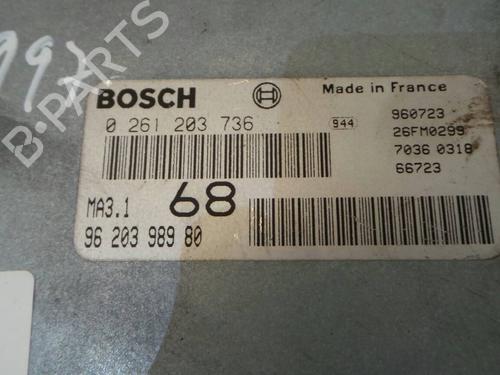 B-PARTS
BOSCH Made in France
0 261 203 736 944 960723
26FM0299
7036 0318
66723
MA3.1 68
96 203 989 80